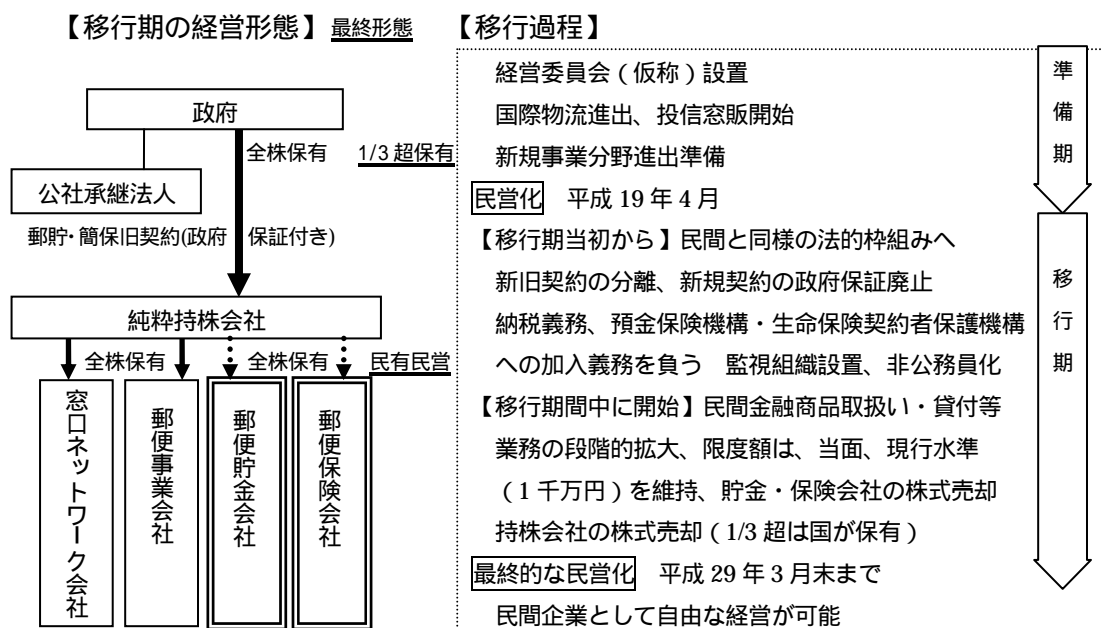 【移行期の経営形態】 最終形態
政府
全株保有 1/3 超保有
公社承継法人
郵貯・簡保旧契約(政府 保証付き)
純粋持株会社
全株保有 全株保有 民有民営
窓口ネットワーク会社
郵便事業会社
郵便貯金会社
郵便保険会社
【移行過程】
経営委員会（仮称）設置
国際物流進出、投信窓販開始
新規事業分野進出準備
民営化 平成 19 年 4 月
【移行期当初から】民間と同様の法的枠組みへ
新旧契約の分離、新規契約の政府保証廃止
納税義務、預金保険機構・生命保険契約者保護機構
への加入義務を負う 監視組織設置、非公務員化
【移行期間中に開始】民間金融商品取扱い・貸付等
業務の段階的拡大、限度額は、当面、現行水準
（1 千万円）を維持、貯金・保険会社の株式売却
持株会社の株式売却（1/3 超は国が保有）
最終的な民営化 平成 29 年 3 月末まで
民間企業として自由な経営が可能
準備期
移行期